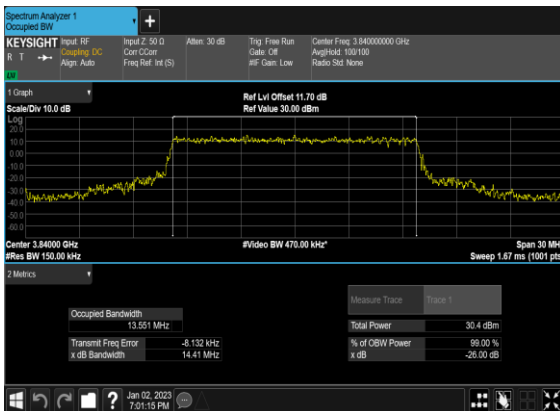 Spectrum Analyzer 1
Occupied BW
+
KEYSIGHT Input: RF Input Z: 50 Ω Atten: 30 dB Trig: Free Run Center Freq: 3.840000000 GHz
R T Coupling: DC Corr CCorr Gate: Off Avg|Hold: 100/100
Align: Auto Freq Ref: Int (S) #IF Gain: Low Radio Std: None
LV
1 Graph
Ref Lvl Offset 11.70 dB
Scale/Div 10.0 dB Ref Value 30.00 dBm
Log
20.0
10.0
0.00
-10.0
-20.0
-30.0
-40.0
-50.0
-60.0
Center 3.84000 GHz #Video BW 470.00 kHz* Span 30 MH
#Res BW 150.00 kHz Sweep 1.67 ms (1001 pts
2 Metrics
Measure Trace Trace 1
Occupied Bandwidth
13.551 MHz Total Power 30.4 dBm
Transmit Freq Error -8.132 kHz % of OBW Power 99.00 %
x dB Bandwidth 14.41 MHz x dB -26.00 dB
? Jan 02, 2023
7:01:15 PM